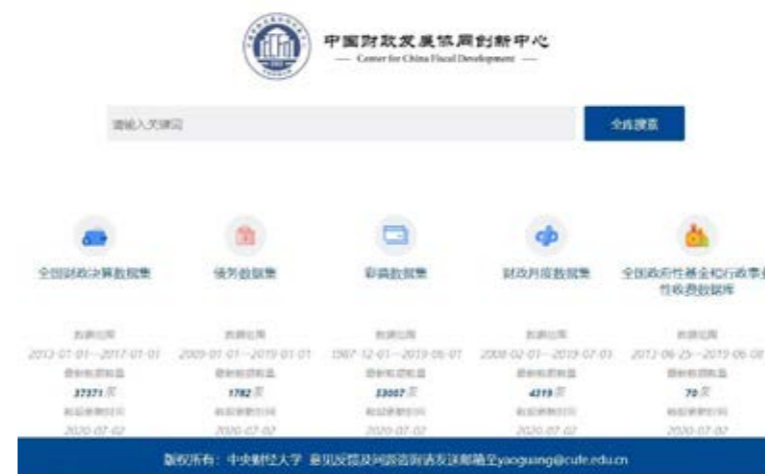 中国财政发展协同创新中心
Center for China Fiscal Development
请输入关键词
全库搜索
全国财政决算数据集
债务数据集
彩票数据集
财政月度数据集
全国政府性基金和行政事业
性收费数据库
数据范围 数据范围 数据范围 数据范围 数据范围
2012-01-01—2017-01-01 2009-01-01—2019-01-01 1987-12-01—2019-06-01 2008-02-01—2019-07-01 2012-06-25—2019-06-08
最新数据量 最新数据量 最新数据量 最新数据量 最新数据量
37371条 1782条 53007条 4319条 70条
数据更新时间 数据更新时间 数据更新时间 数据更新时间 数据更新时间
2020-07-02 2020-07-02 2020-07-02 2020-07-02 2020-07-02
版权所有：中央财经大学 意见反馈及问题咨询请发送邮箱至yaoguang@cufe.edu.cn